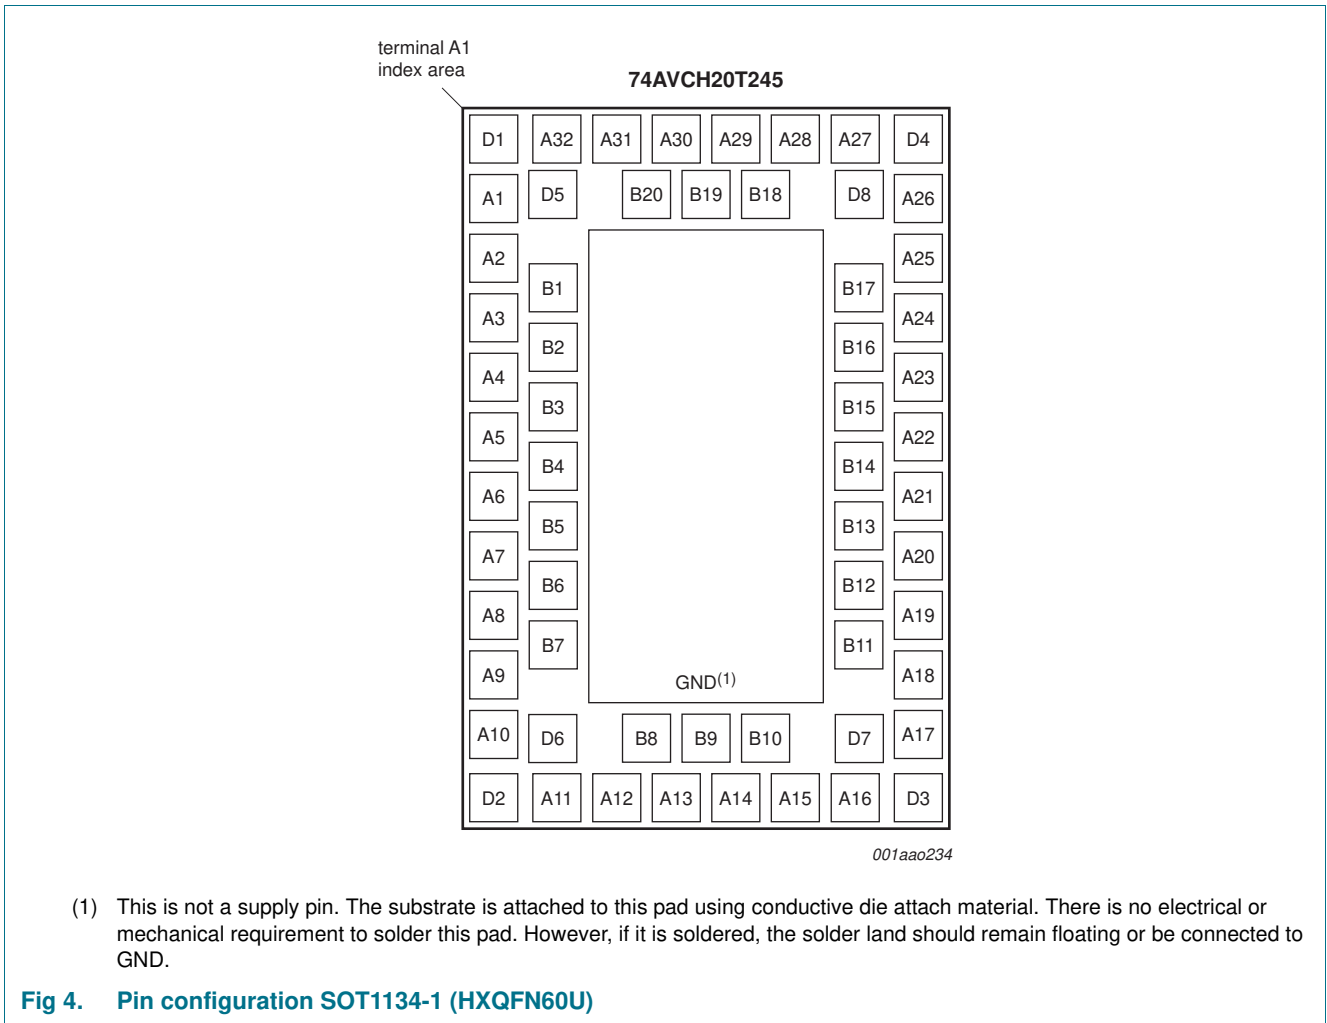 terminal A1
index area
74AVCH20T245
D1 A32 A31 A30 A29 A28 A27 D4
A1 D5 B20 B19 B18 D8 A26
A2 A25
B1 B17
A3 A24
B2 B16
A4 A23
B3 B15
A5 A22
B4 B14
A6 A21
B5 B13
A7 A20
B6 B12
A8 A19
B7 B11
A9 GND(1) A18
A10 D6 B8 B9 B10 D7 A17
D2 A11 A12 A13 A14 A15 A16 D3
001aao234
(1) This is not a supply pin. The substrate is attached to this pad using conductive die attach material. There is no electrical or
mechanical requirement to solder this pad. However, if it is soldered, the solder land should remain floating or be connected to
GND.
Fig 4. Pin configuration SOT1134-1 (HXQFN60U)